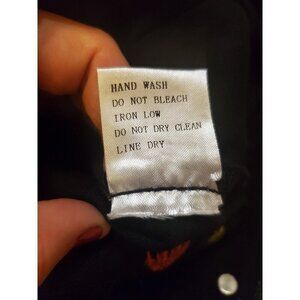 HAND WASH
DO NOT BLEACH
IRON LOW
DO NOT DRY CLEAN
LINE DRY